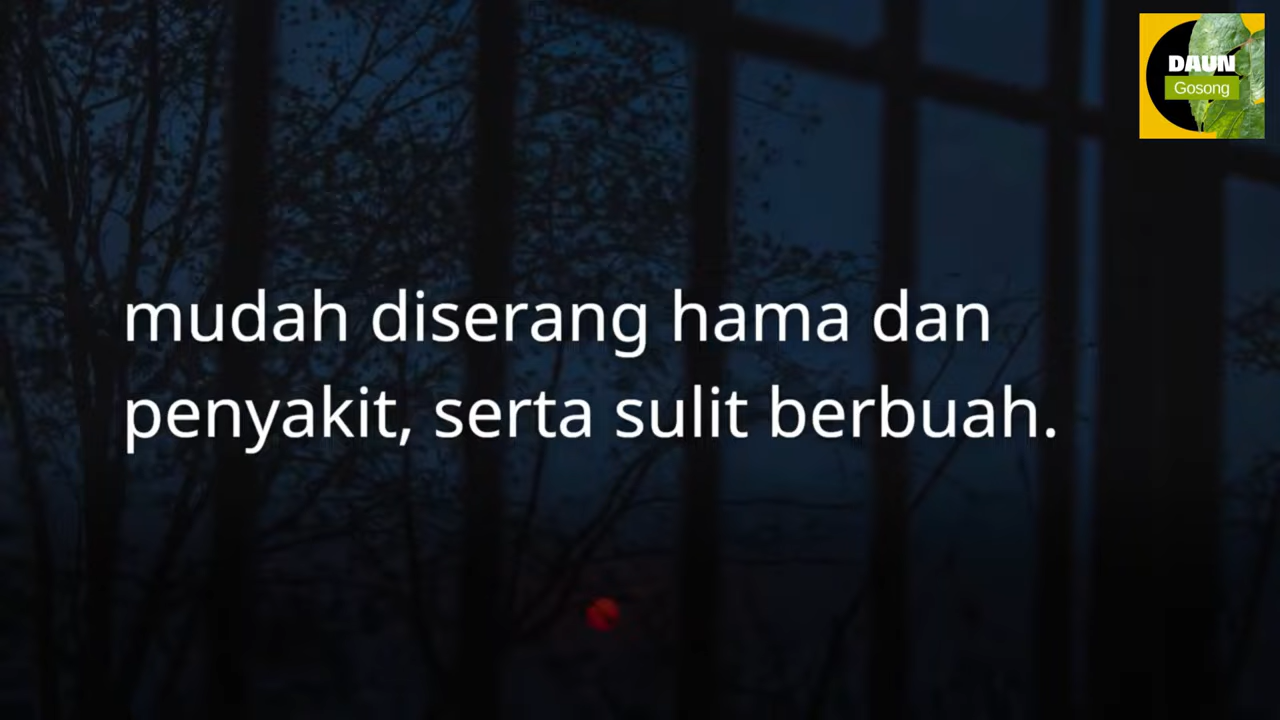 DAUN
Gosong
mudah diserang hama dan
penyakit, serta sulit berbuah.